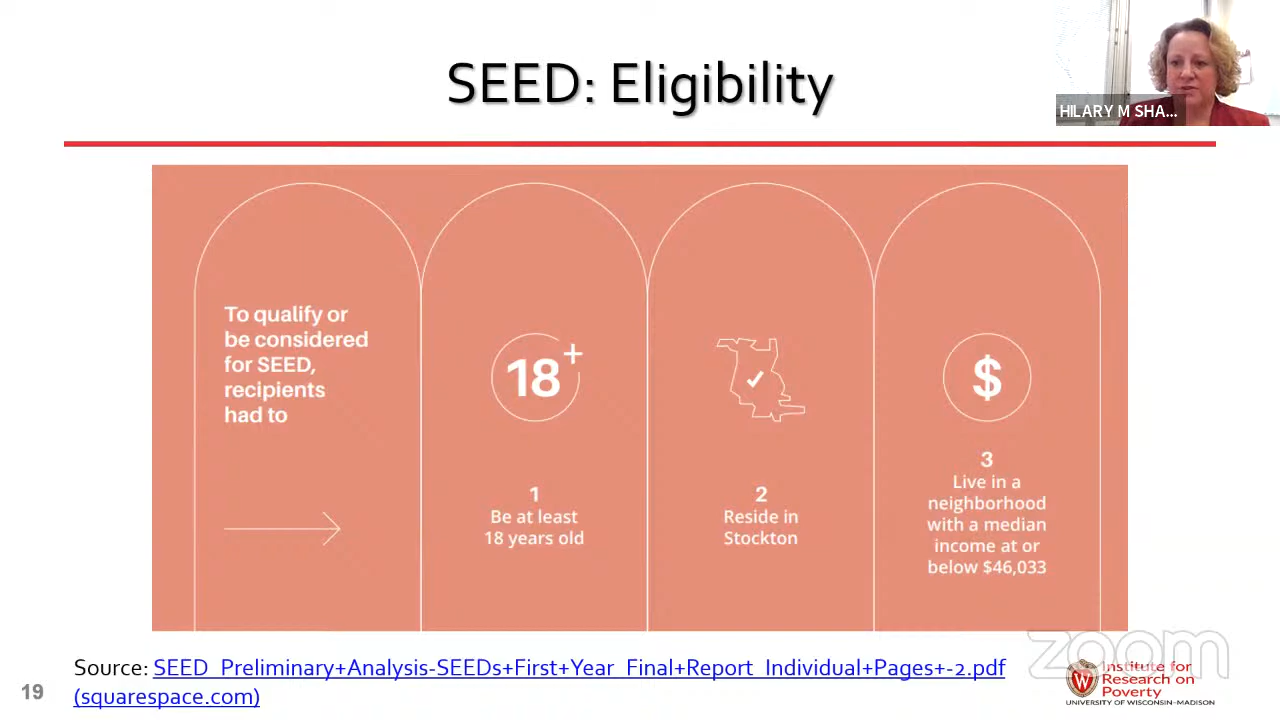 SEED: Eligibility
HILARY M SHA...
To qualify or
be considered
for SEED,
recipients
had to
18+
1
Be at least
18 years old
2
Reside in
Stockton
$
3
Live in a
neighborhood
with a median
income at or
below $46,033
Source: SEED_Preliminary+Analysis-SEEDs+First+Year_Final+Report_Individual+Pages+-2.pdf
(squarespace.com)
19
zoom
W
Institute for
Research on
Poverty
UNIVERSITY OF WISCONSIN-MADISON